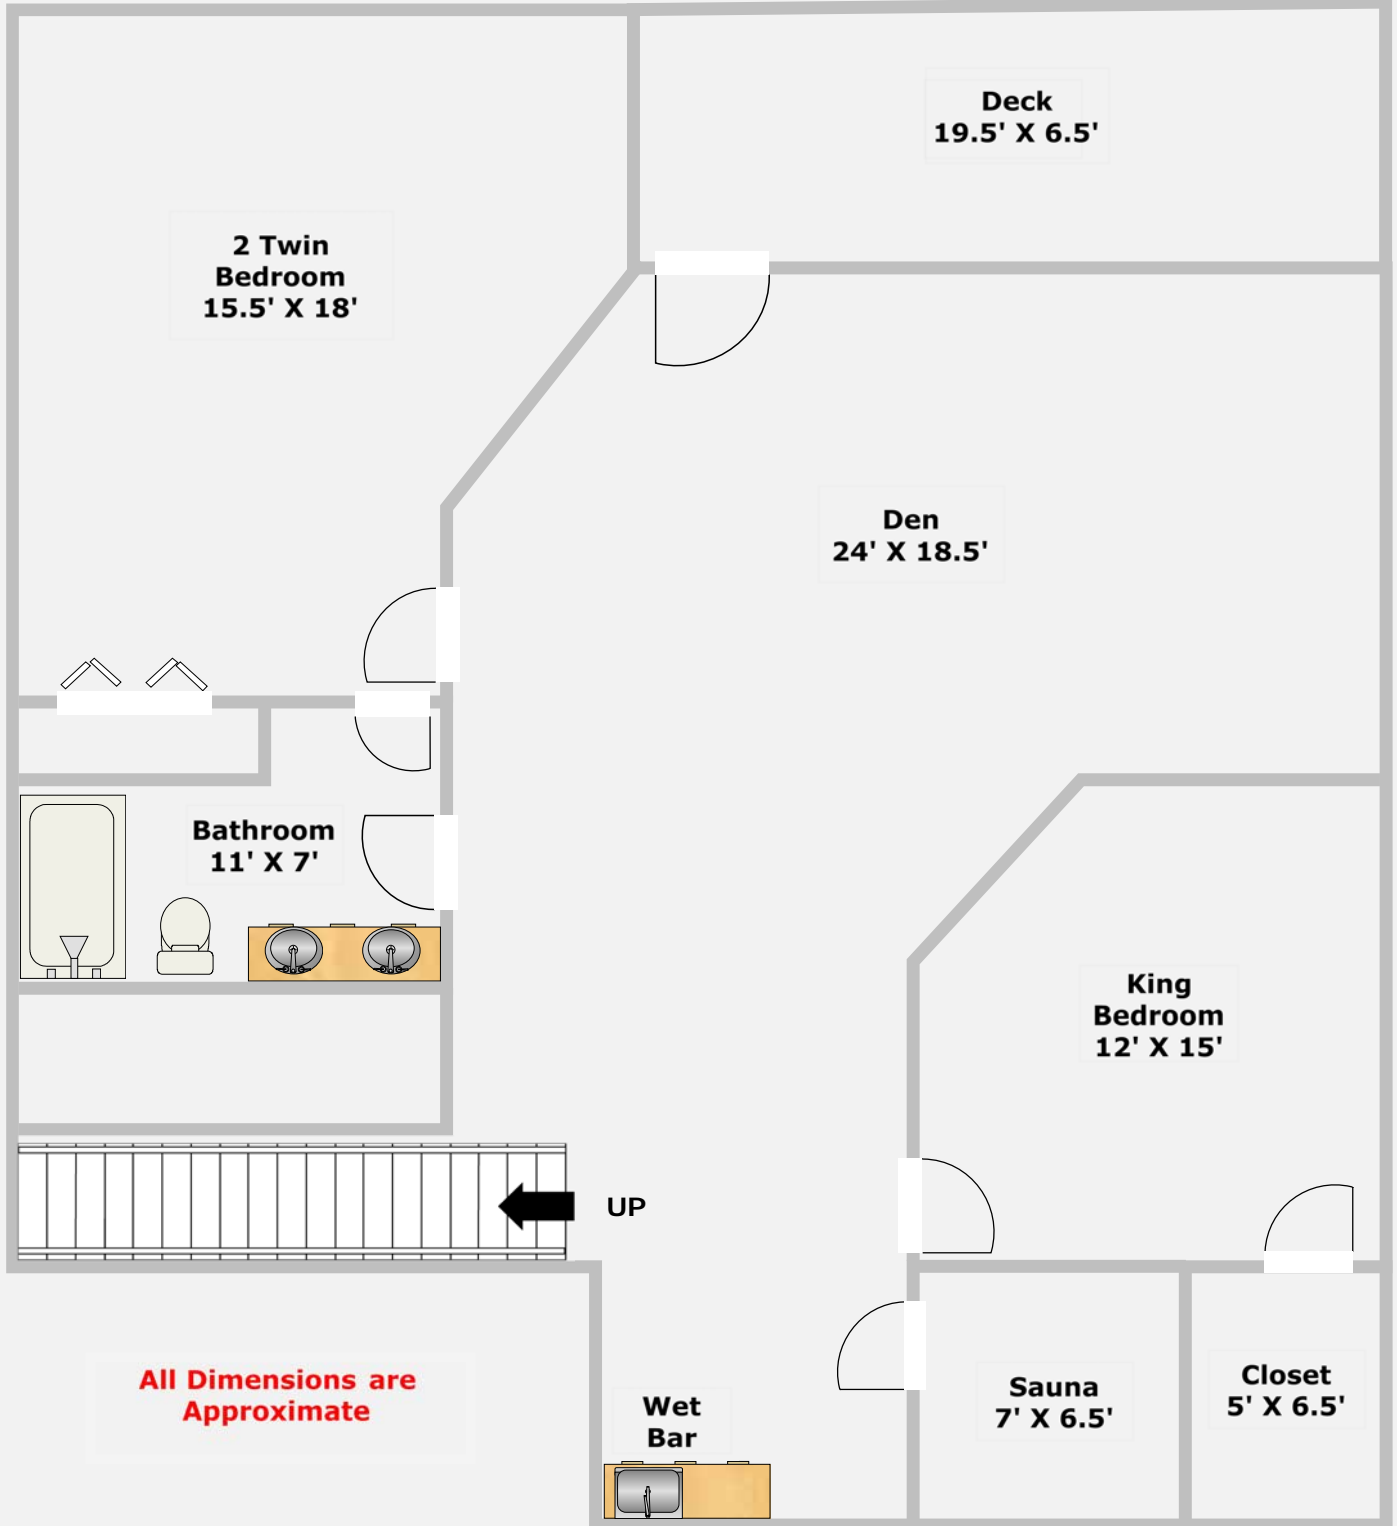 Deck
19.5' X 6.5'
2 Twin
Bedroom
15.5' X 18'
Den
24' X 18.5'
Bathroom
11' X 7'
King
Bedroom
12' X 15'
UP
All Dimensions are
Approximate
Wet
Bar
Sauna
7' X 6.5'
Closet
5' X 6.5'